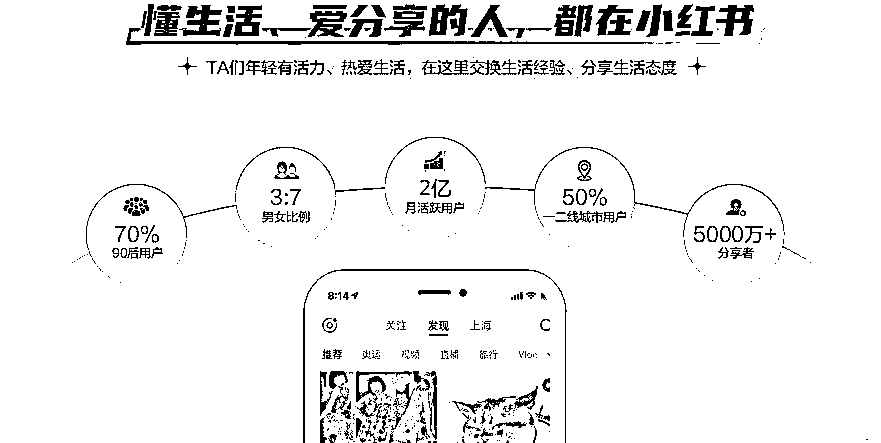 懂生活、爱分享的人，都在小红书
TA们年轻有活力、热爱生活，在这里交换生活经验、分享生活态度
70%
90后用户
3:7
男女比例
2亿
月活跃用户
50%
一二线城市用户
5000万+
分享者
8:14
关注 发现 上海
推荐 奥运 视频 直播 旅行 Vlog